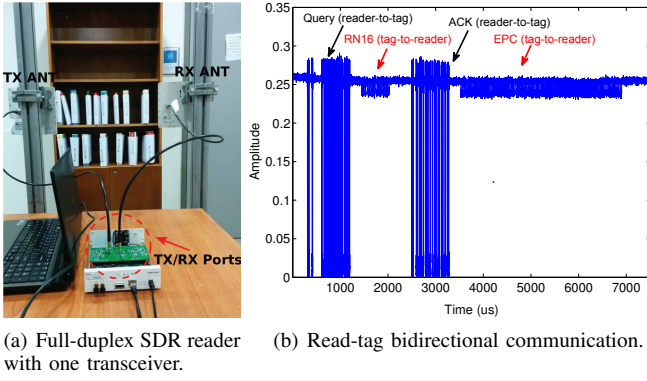 TX ANT
RX ANT
TX/RX Ports
(a) Full-duplex SDR reader
with one transceiver.
Query (reader-to-tag)
ACK (reader-to-tag)
RN16 (tag-to-reader)
EPC (tag-to-reader)
Amplitude
0.35
0.3
0.25
0.2
0.15
0.1
0.05
0
1000
2000
3000
4000
5000
6000
7000
Time (us)
(b) Read-tag bidirectional communication.